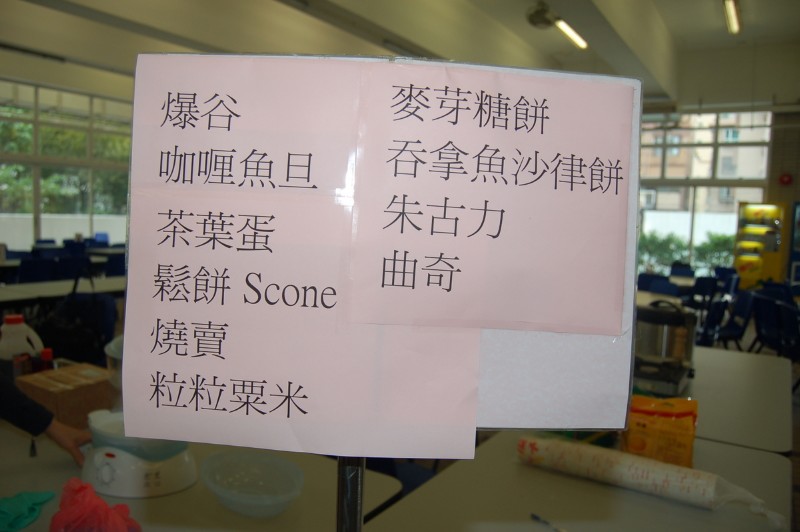 爆谷
咖喱魚旦
茶葉蛋
鬆餅 Scone
燒賣
粒粒粟米
麥芽糖餅
吞拿魚沙律餅
朱古力
曲奇